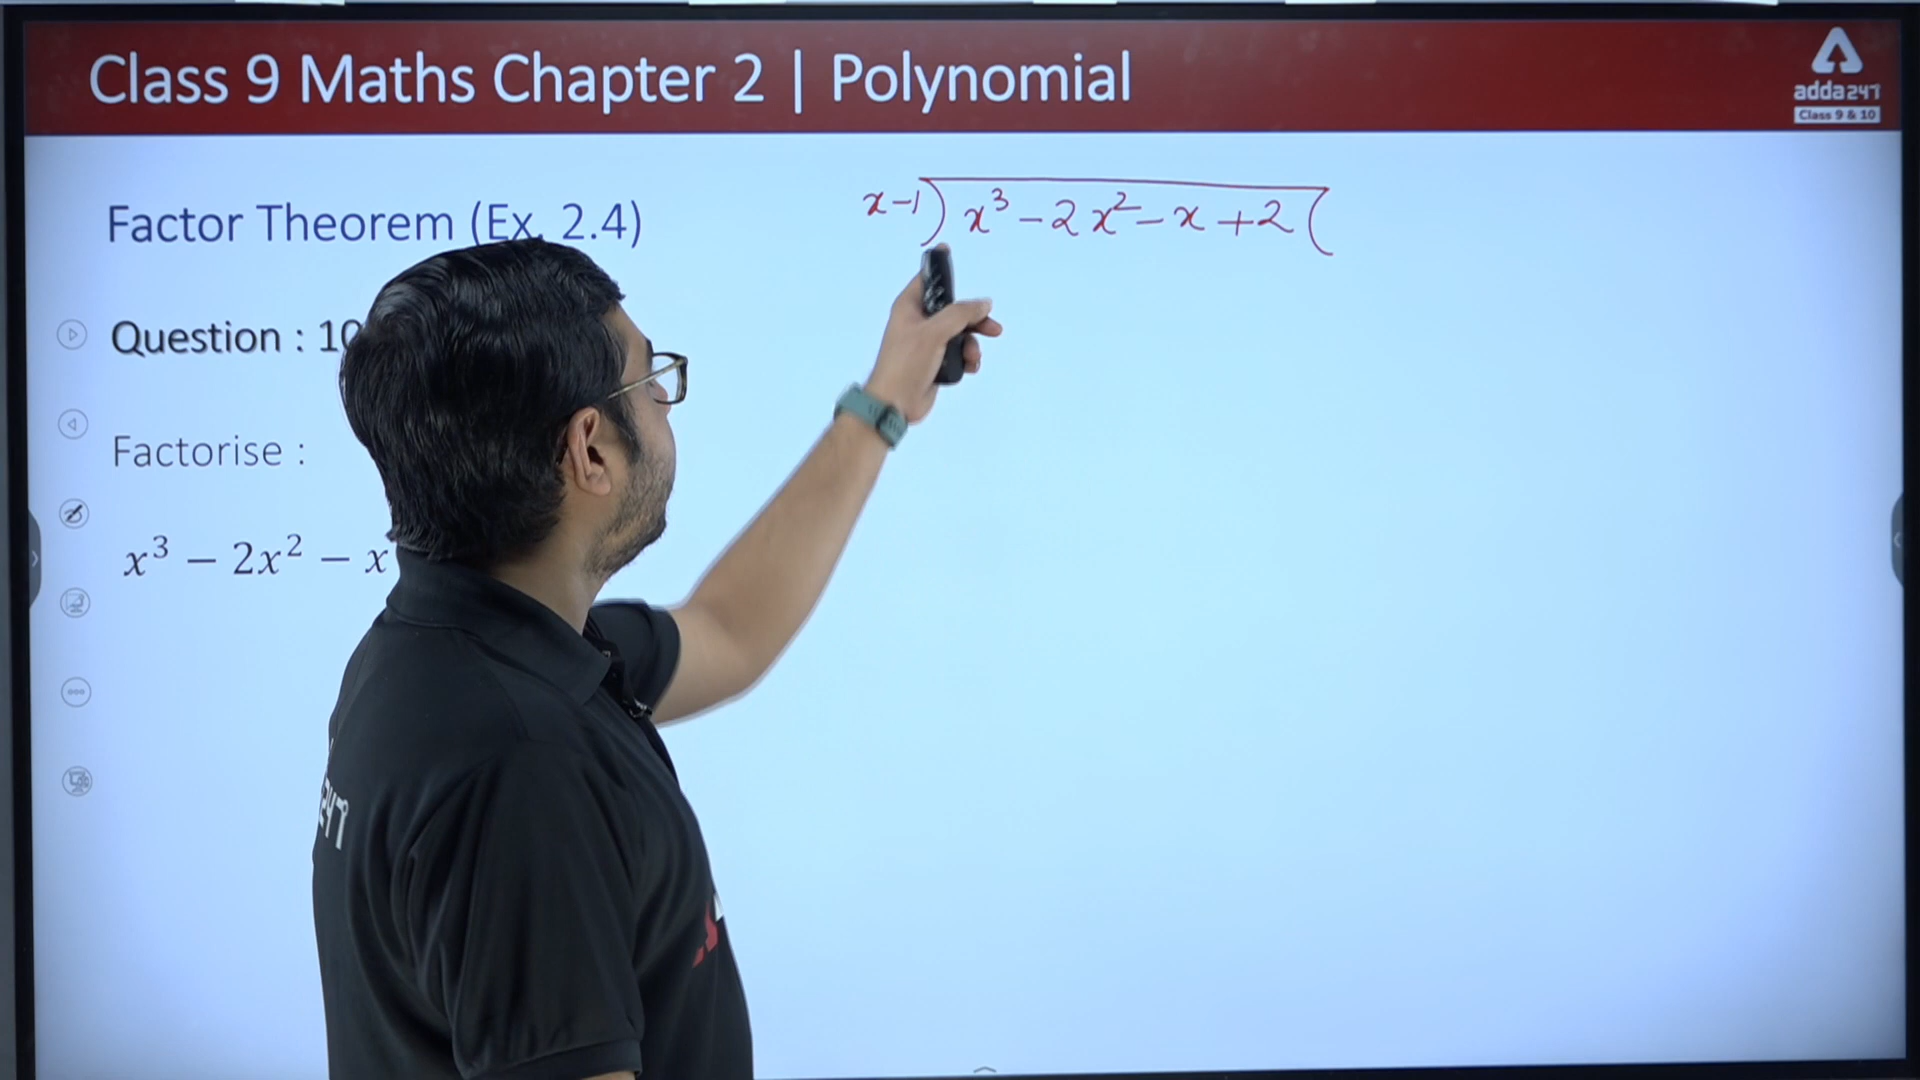 Class 9 Maths Chapter 2 | Polynomial
adda247
Class 9 & 10
Factor Theorem (Ex. 2.4)
x-1) x³ - 2x² - x + 2 (
Question : 10
Factorise :
x³ − 2x² − x
247